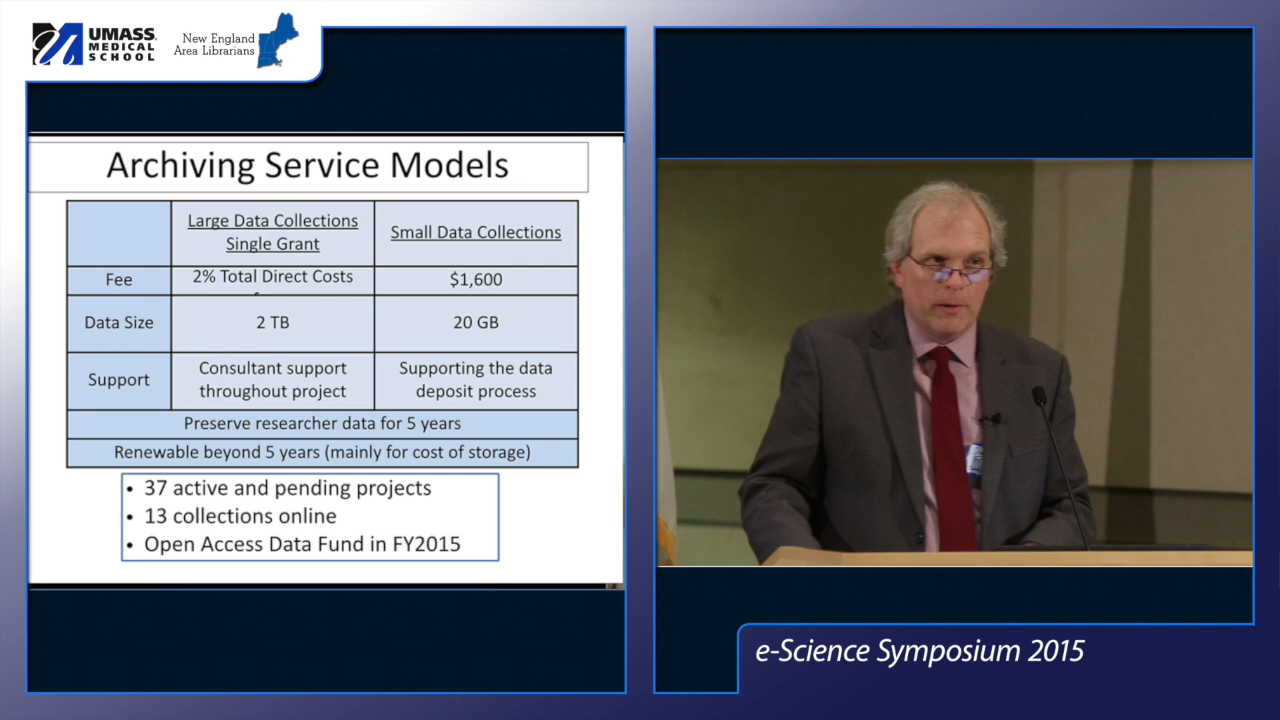 UMASS
MEDICAL
SCHOOL
New England
Area Librarians
Archiving Service Models
Large Data Collections
Single Grant
Small Data Collections
Fee
2% Total Direct Costs
$1,600
Data Size
2 TB
20 GB
Support
Consultant support
throughout project
Supporting the data
deposit process
Preserve researcher data for 5 years
Renewable beyond 5 years (mainly for cost of storage)
• 37 active and pending projects
• 13 collections online
• Open Access Data Fund in FY2015
e-Science Symposium 2015